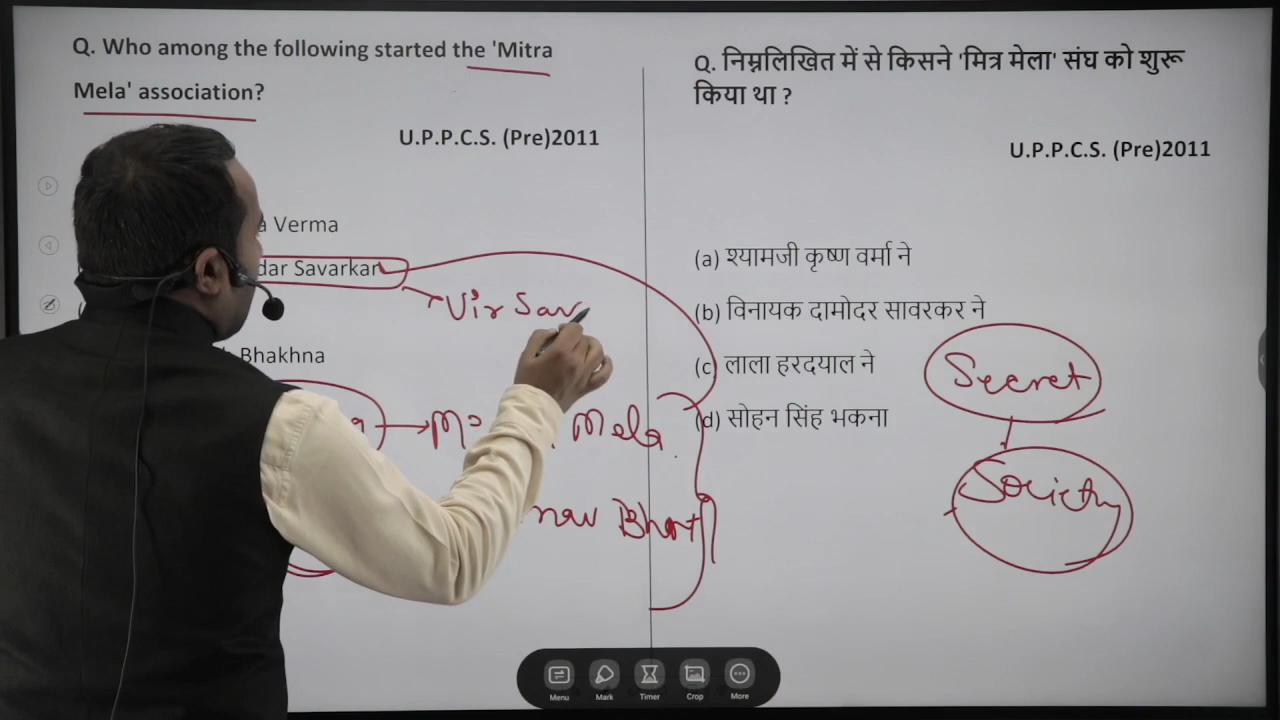 Q. Who among the following started the 'Mitra
Mela' association?
U.P.P.C.S. (Pre)2011
Verma
Savarkar
Vir Sav
Bhakhna
Mela
Bhart
Q. निम्नलिखित में से किसने 'मित्र मेला' संघ को शुरू
किया था ?
U.P.P.C.S. (Pre)2011
(a) श्यामजी कृष्ण वर्मा ने
(b) विनायक दामोदर सावरकर ने
(c) लाला हरदयाल ने
(d) सोहन सिंह भकना
Secret
Society
Menu
Mark
Timer
Crop
More